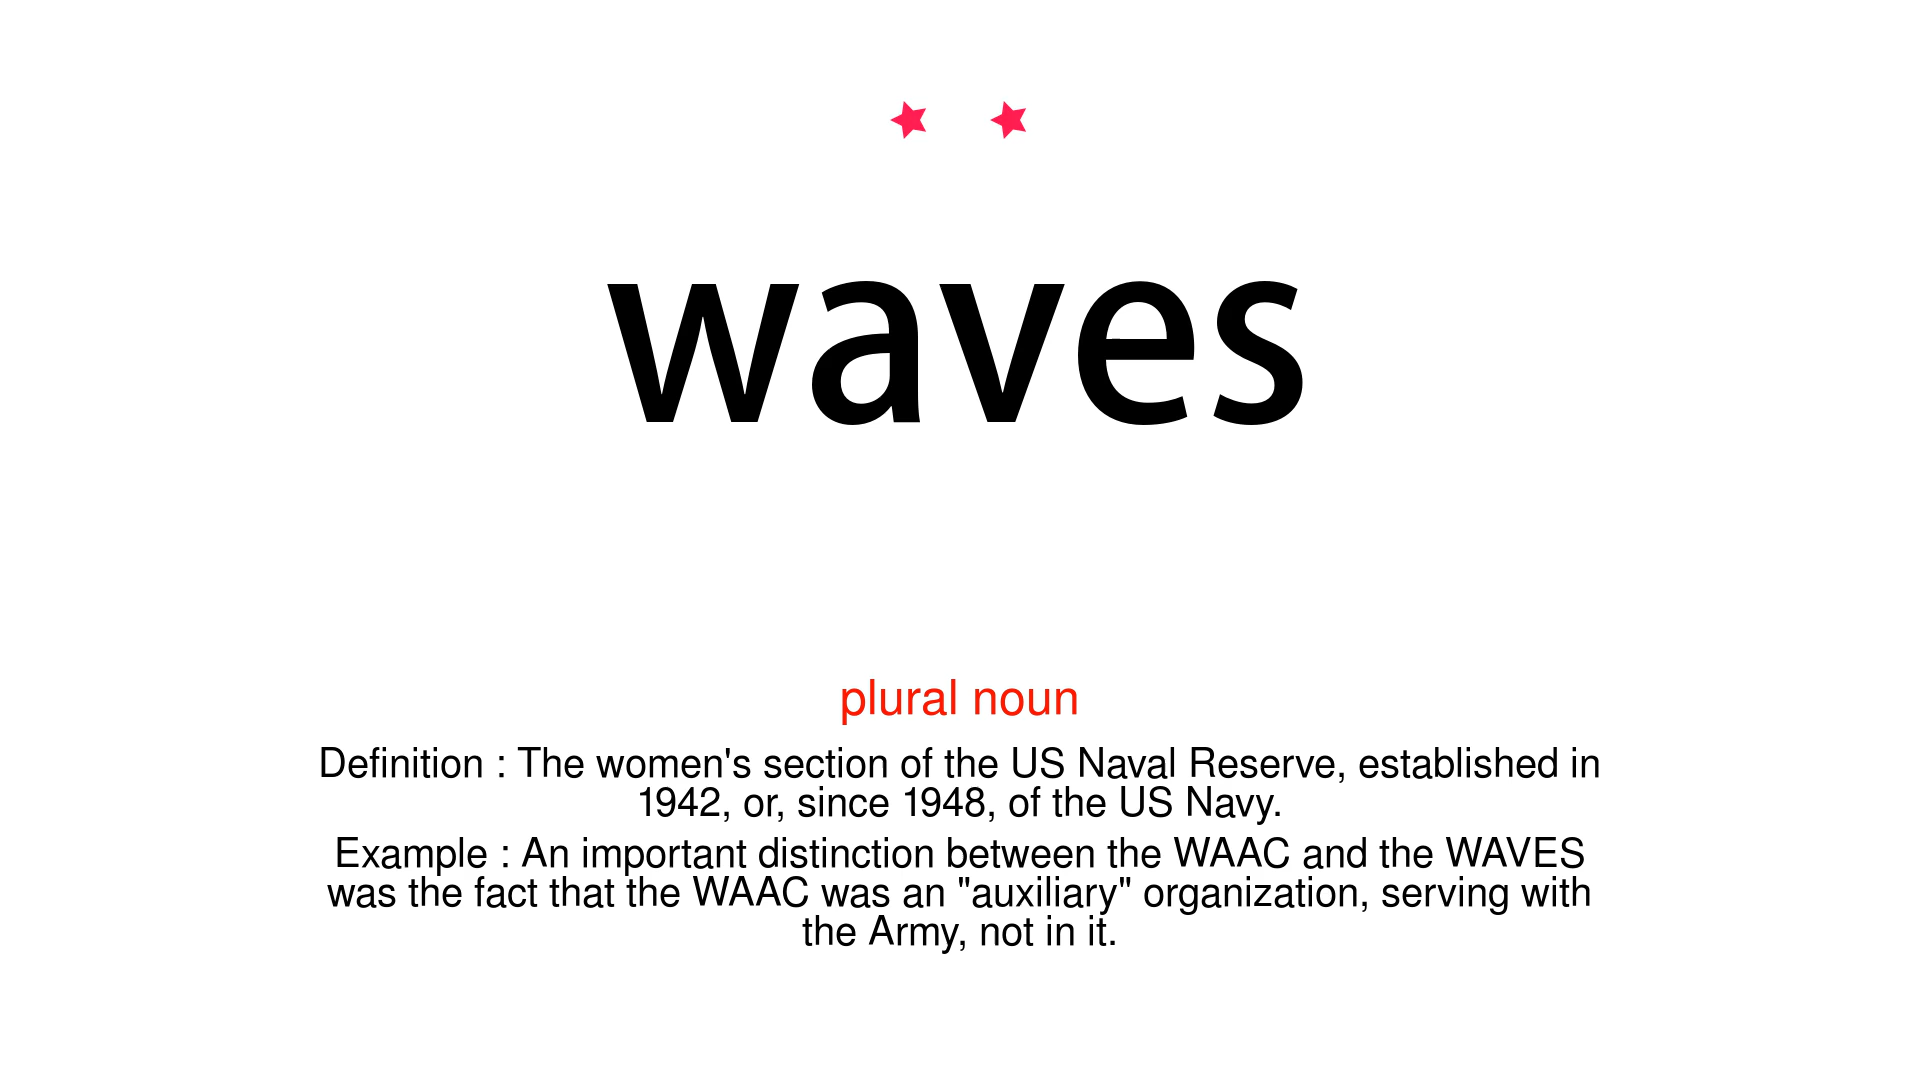 waves
plural noun
Definition : The women's section of the US Naval Reserve, established in
1942, or, since 1948, of the US Navy.
Example : An important distinction between the WAAC and the WAVES
was the fact that the WAAC was an "auxiliary" organization, serving with
the Army, not in it.